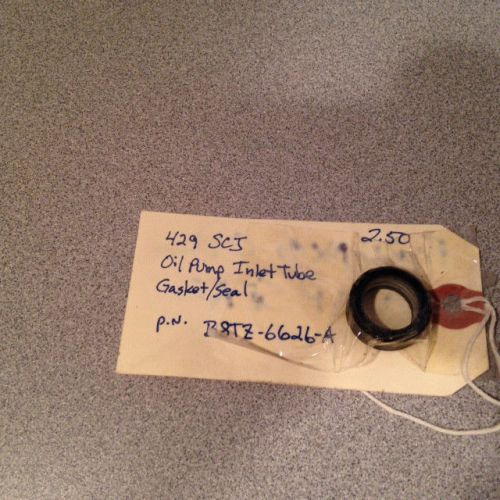 429 SCJ
2.50
Oil Pump Inlet Tube
Gasket/Seal
P.N. D8TZ-6626-A